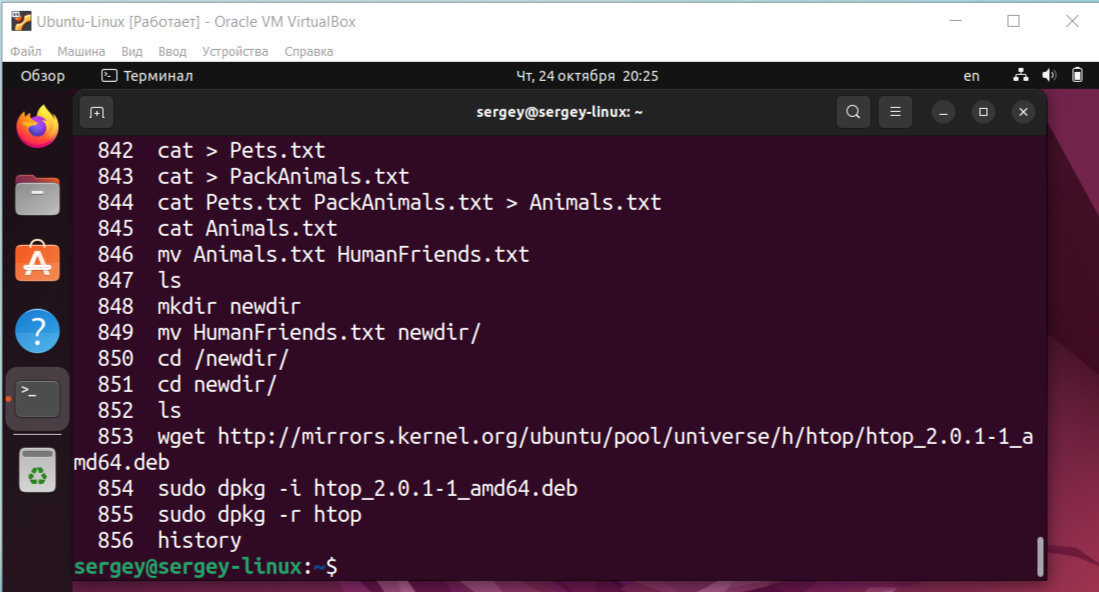 Ubuntu-Linux [Работает] - Oracle VM VirtualBox
Файл Машина Вид Ввод Устройства Справка
Обзор Терминал Чт, 24 октября 20:25 en
sergey@sergey-linux: ~
842 cat > Pets.txt
843 cat > PackAnimals.txt
844 cat Pets.txt PackAnimals.txt > Animals.txt
845 cat Animals.txt
846 mv Animals.txt HumanFriends.txt
847 ls
848 mkdir newdir
849 mv HumanFriends.txt newdir/
850 cd /newdir/
851 cd newdir/
852 ls
853 wget http://mirrors.kernel.org/ubuntu/pool/universe/h/htop/htop_2.0.1-1_a
md64.deb
854 sudo dpkg -i htop_2.0.1-1_amd64.deb
855 sudo dpkg -r htop
856 history
sergey@sergey-linux:~$